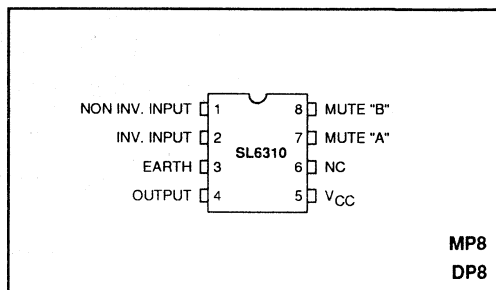 NON INV. INPUT 1 8 MUTE "B"
INV. INPUT 2 7 MUTE "A"
SL6310
EARTH 3 6 NC
OUTPUT 4 5 VCC
MP8
DP8